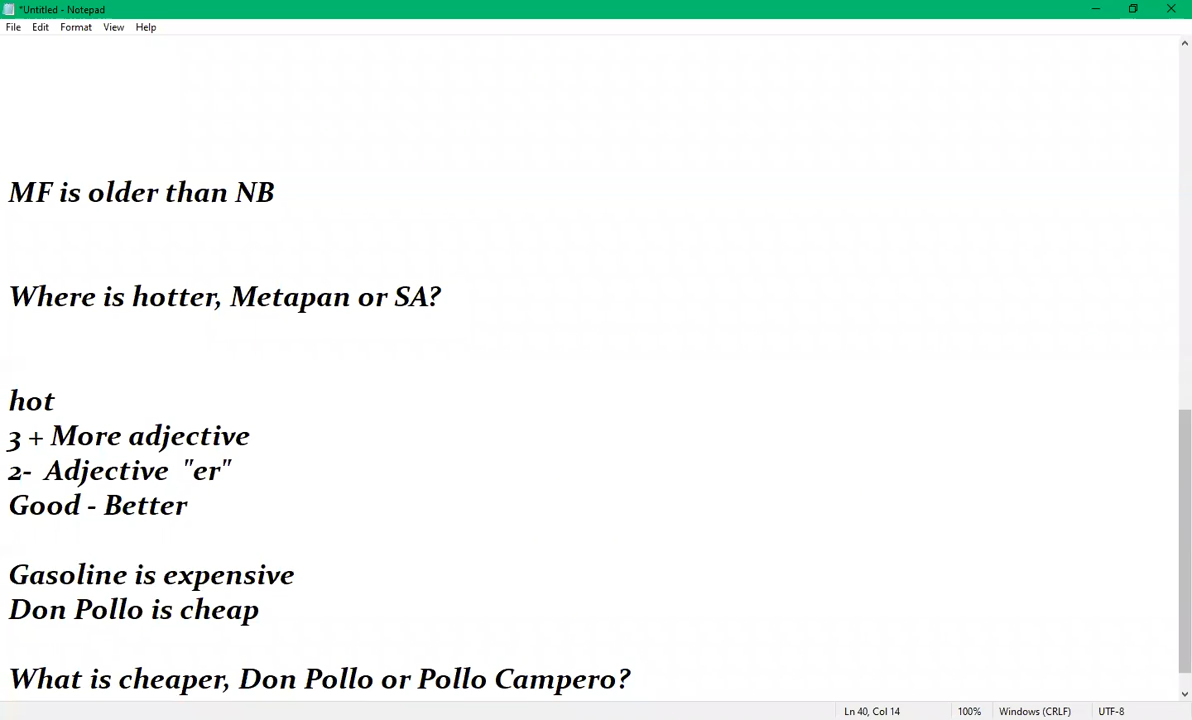 *Untitled - Notepad
File Edit Format View Help
MF is older than NB
Where is hotter, Metapan or SA?
hot
3 + More adjective
2-  Adjective  "er"
Good - Better
Gasoline is expensive
Don Pollo is cheap
What is cheaper, Don Pollo or Pollo Campero?
Ln 40, Col 14 100% Windows (CRLF) UTF-8